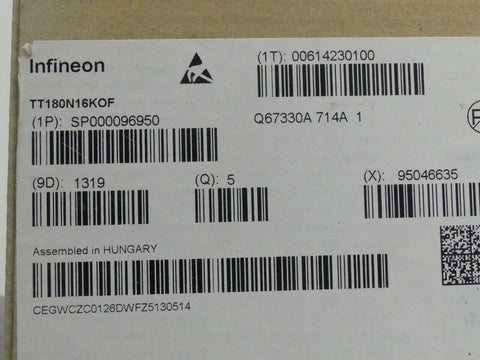 Infineon
(1T): 00614230100
TT180N16KOF
(1P): SP000096950
Q67330A 714A 1
(9D): 1319
(Q): 5
(X): 95046635
Assembled in HUNGARY
CEGWCZC0126DWFZ5130514